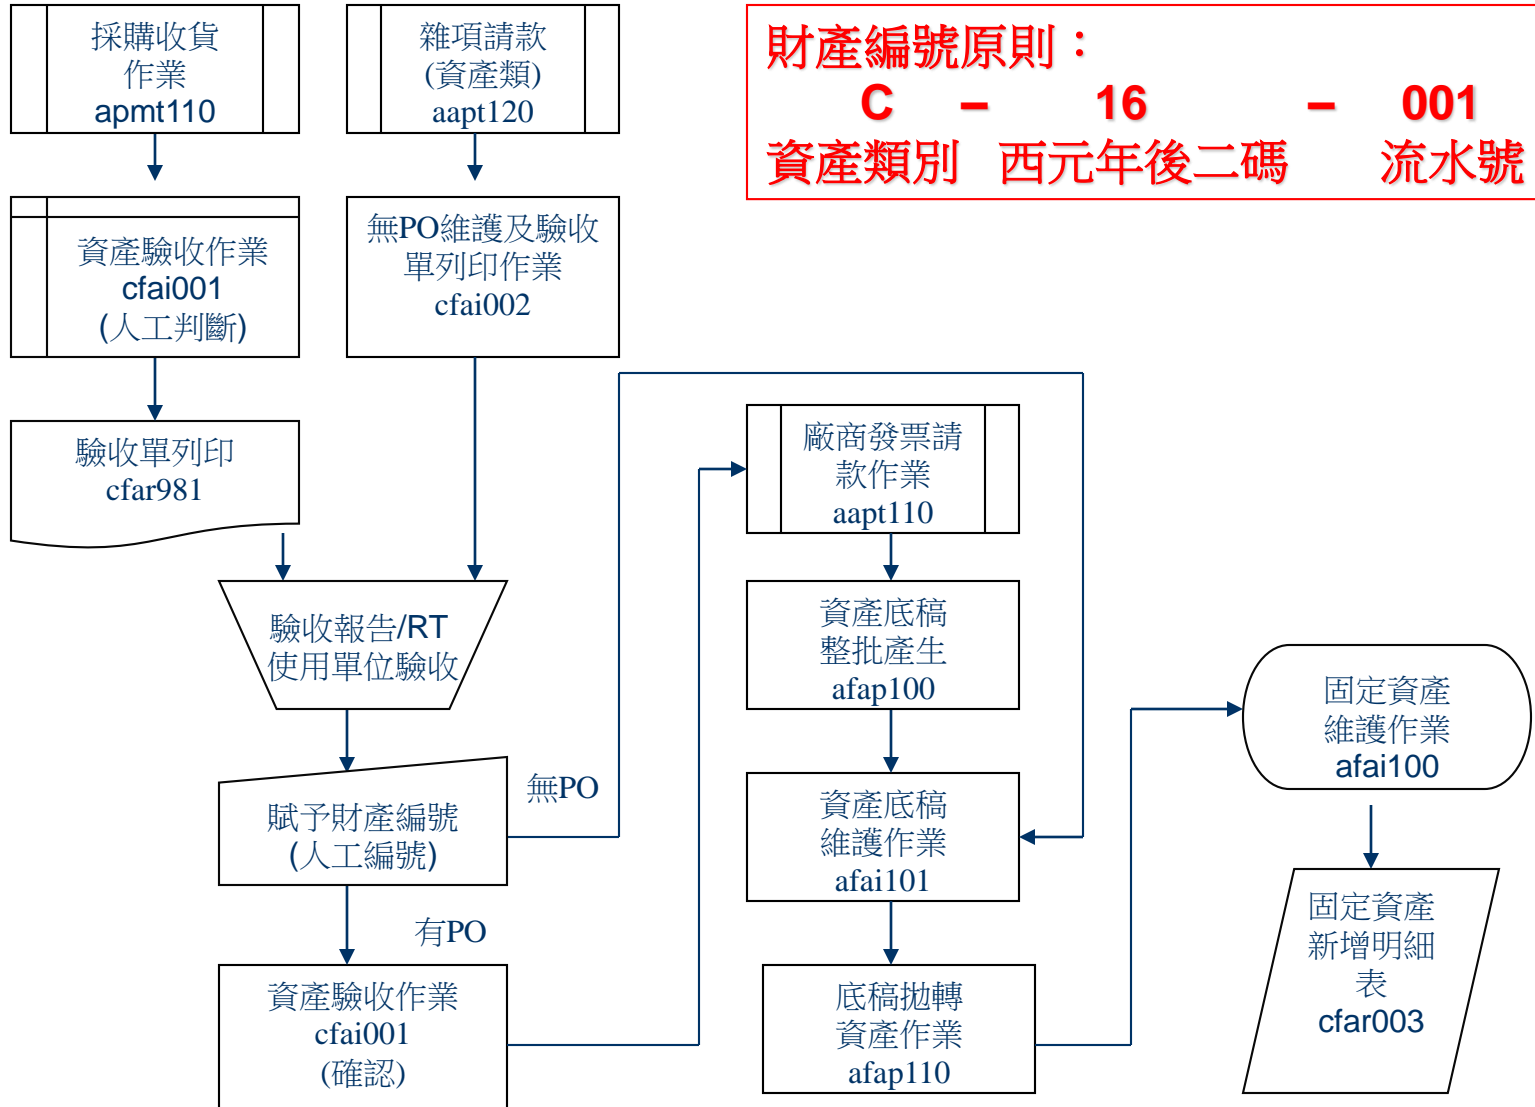 採購收貨
作業
apmt110
雜項請款
(資產類)
aapt120
財產編號原則：
C – 16 – 001
資產類別 西元年後二碼 流水號
資產驗收作業
cfai001
(人工判斷)
無PO維護及驗收
單列印作業
cfai002
驗收單列印
cfar981
驗收報告/RT
使用單位驗收
賦予財產編號
(人工編號)
無PO
有PO
資產驗收作業
cfai001
(確認)
廠商發票請
款作業
aapt110
資產底稿
整批產生
afap100
資產底稿
維護作業
afai101
底稿拋轉
資產作業
afap110
固定資產
維護作業
afai100
固定資產
新增明細
表
cfar003